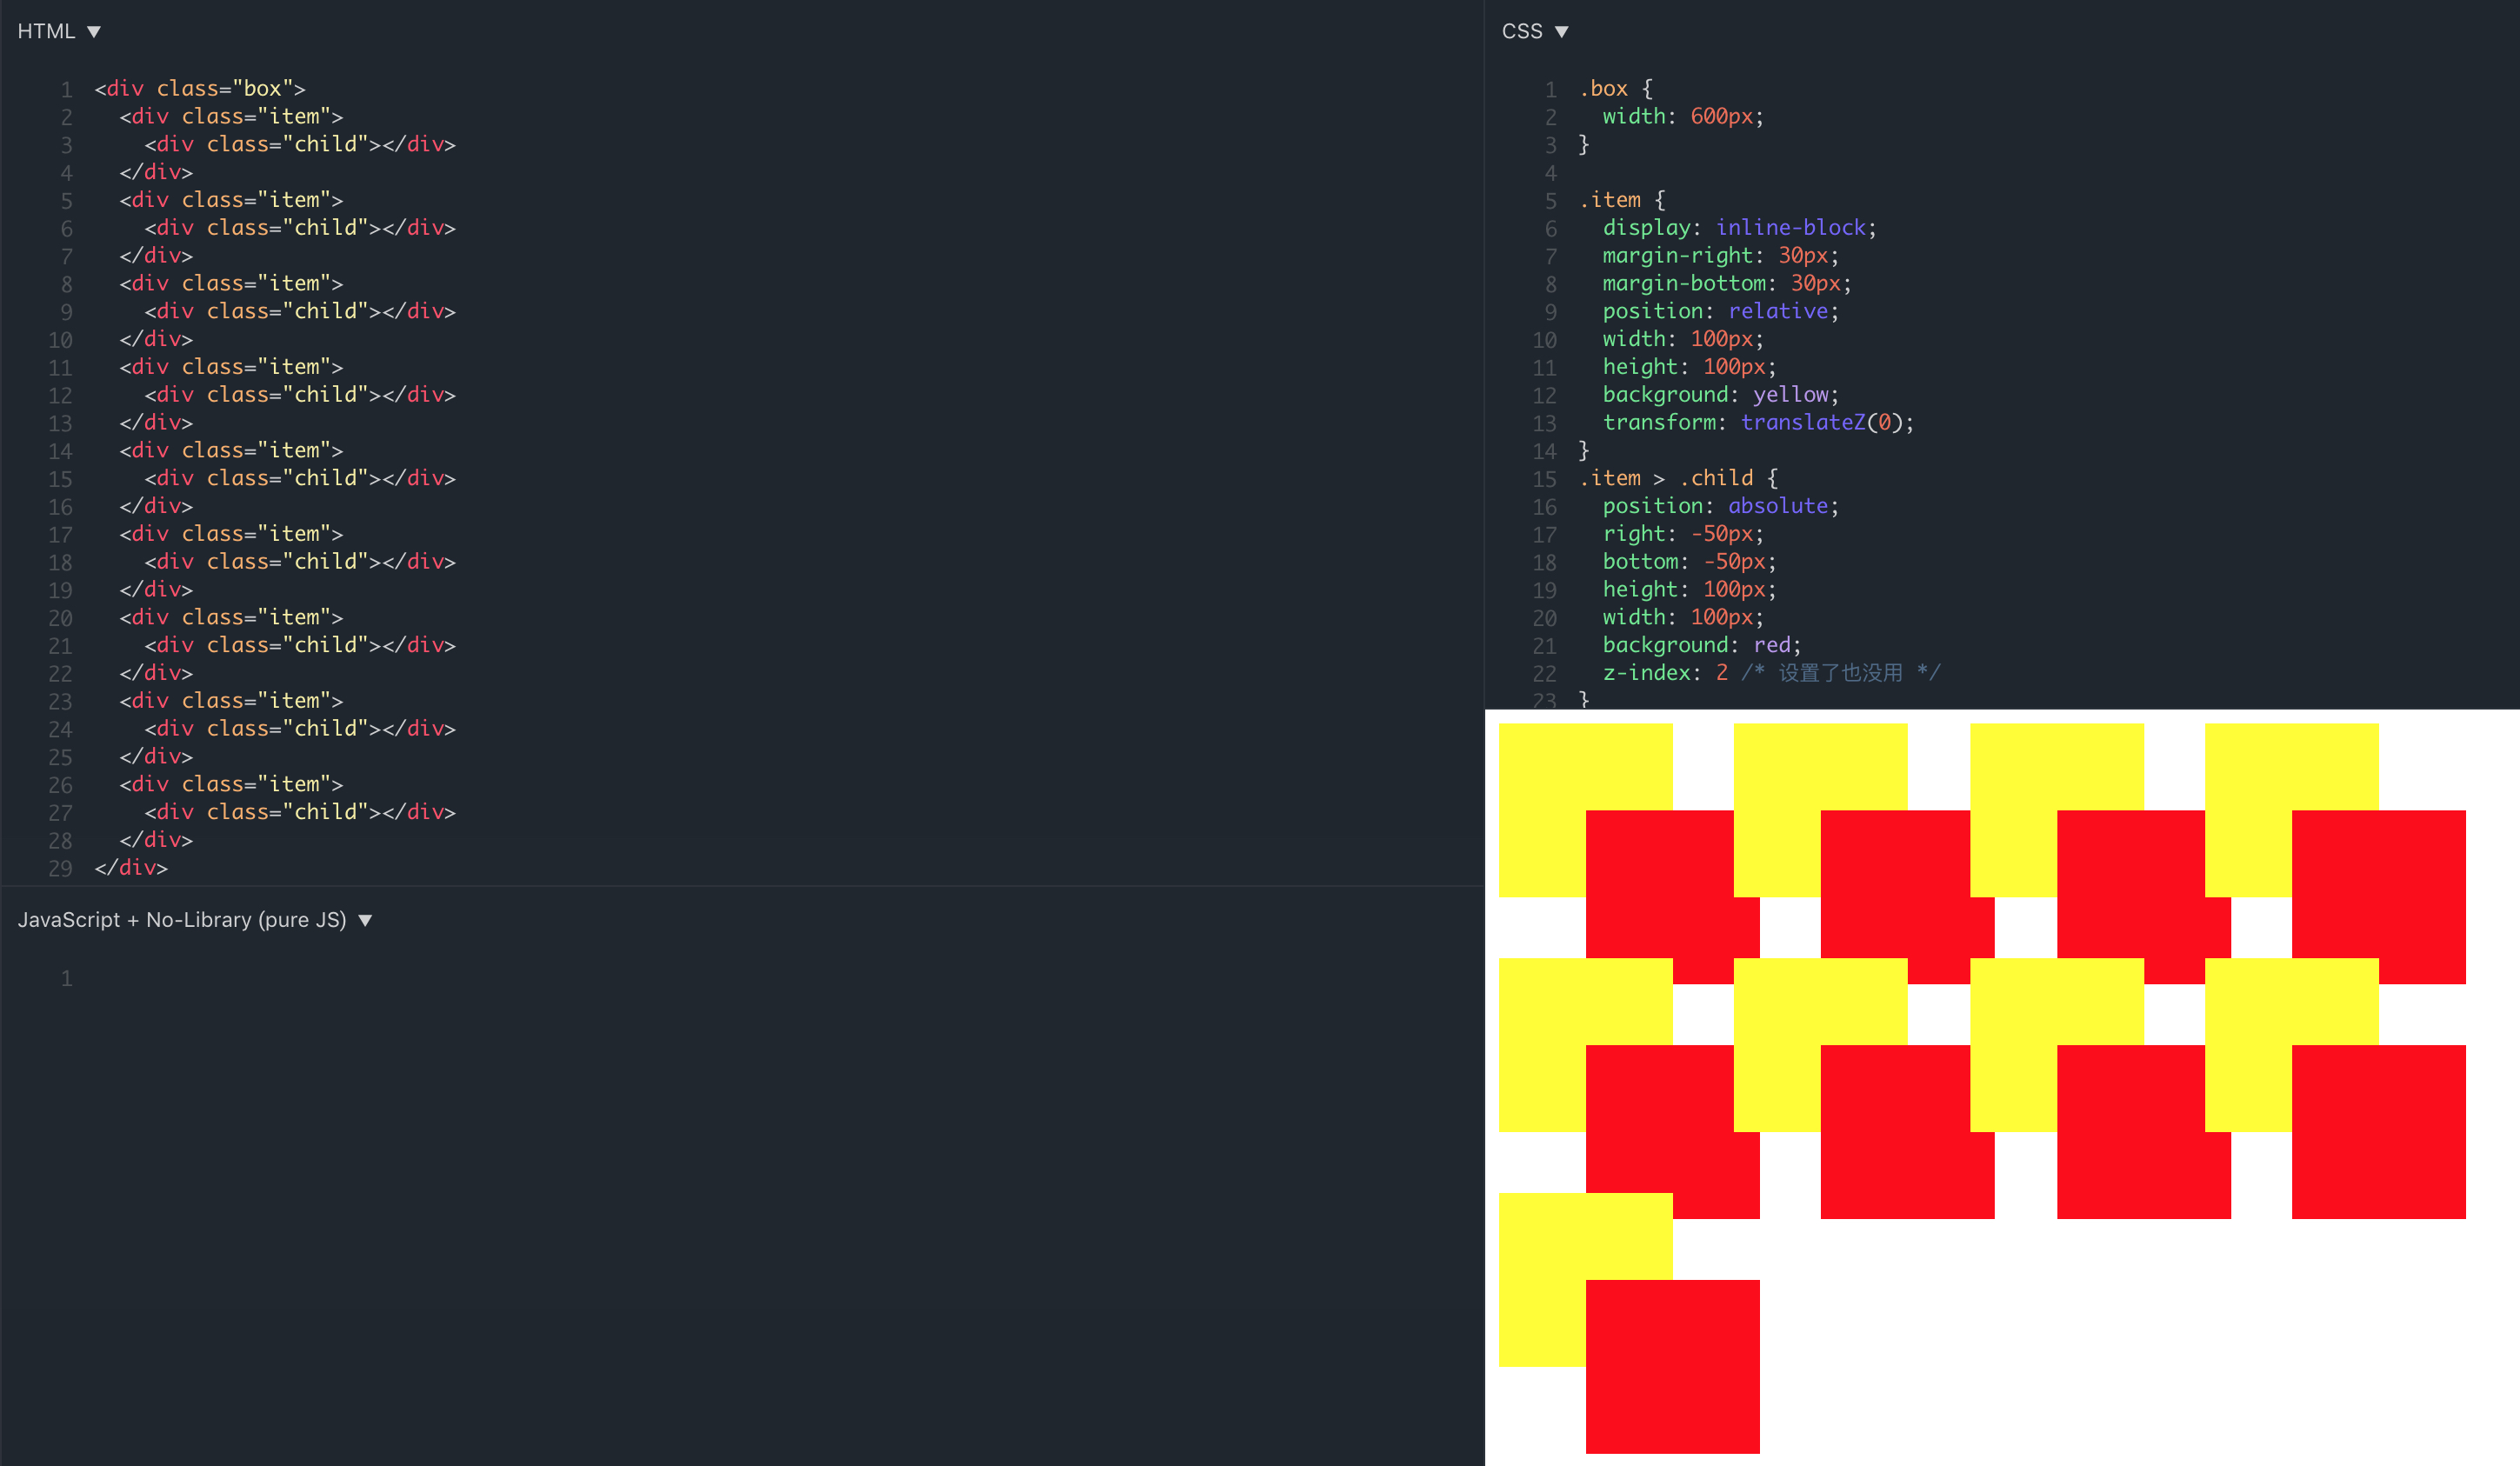 HTML ▼
1 <div class="box">
2   <div class="item">
3     <div class="child"></div>
4   </div>
5   <div class="item">
6     <div class="child"></div>
7   </div>
8   <div class="item">
9     <div class="child"></div>
10   </div>
11   <div class="item">
12     <div class="child"></div>
13   </div>
14   <div class="item">
15     <div class="child"></div>
16   </div>
17   <div class="item">
18     <div class="child"></div>
19   </div>
20   <div class="item">
21     <div class="child"></div>
22   </div>
23   <div class="item">
24     <div class="child"></div>
25   </div>
26   <div class="item">
27     <div class="child"></div>
28   </div>
29 </div>
JavaScript + No-Library (pure JS) ▼
1
CSS ▼
1 .box {
2   width: 600px;
3 }
4
5 .item {
6   display: inline-block;
7   margin-right: 30px;
8   margin-bottom: 30px;
9   position: relative;
10   width: 100px;
11   height: 100px;
12   background: yellow;
13   transform: translateZ(0);
14 }
15 .item > .child {
16   position: absolute;
17   right: -50px;
18   bottom: -50px;
19   height: 100px;
20   width: 100px;
21   background: red;
22   z-index: 2 /* 设置了也没用 */
23 }